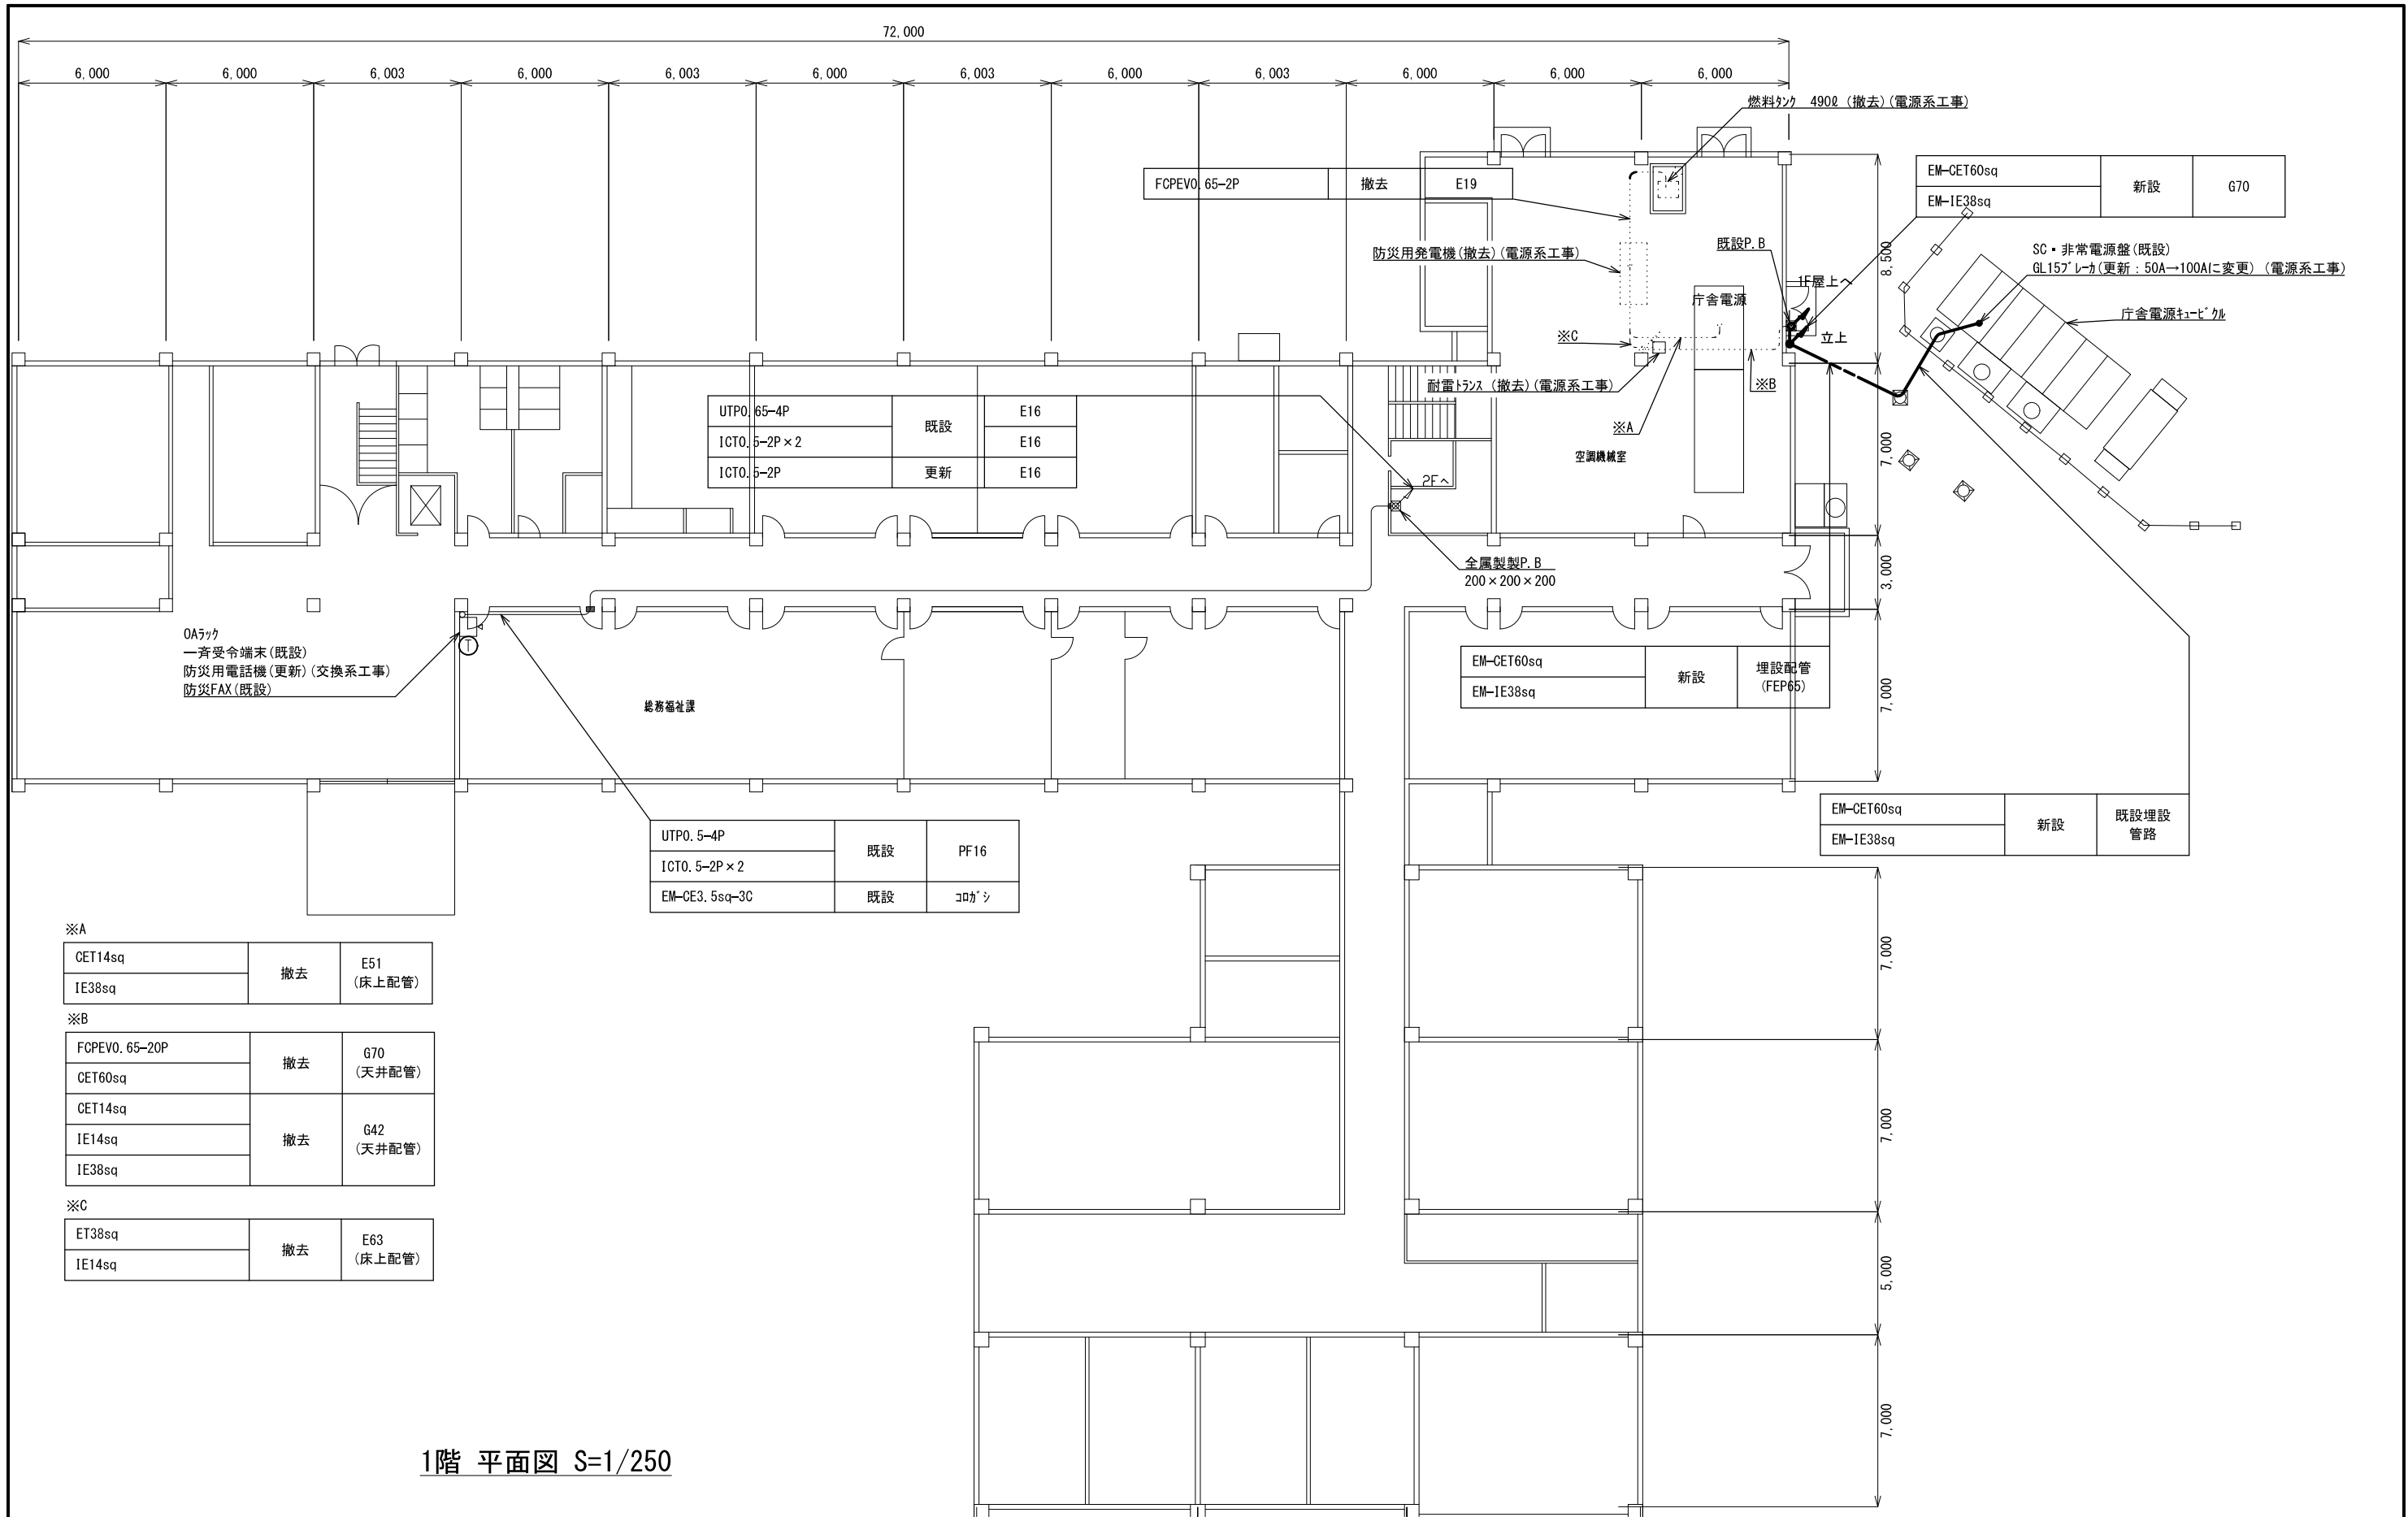 72,000
6,000
6,000
6,003
6,000
6,003
6,000
6,003
6,000
6,003
6,000
6,000
6,000
燃料タンク 490ℓ (撤去)(電源系工事)
FCPEV0.65-2P 撤去 E19
EM-CET60sq
EM-IE38sq
新設 G70
防災用発電機(撤去)(電源系工事)
既設P.B
SC・非常電源盤(既設)
GL15ブレーカ(更新：50A→100Aに変更) (電源系工事)
8,500
1F屋上へ
庁舎電源
庁舎電源キュービクル
※C
立上
耐雷トランス (撤去)(電源系工事)
※B
UTP0.65-4P
ICT0.5-2P×2
既設
E16
E16
ICT0.5-2P 更新 E16
※A
空調機械室
7,000
2Fへ
全属製製P.B
200×200×200
3,000
OAラック
一斉受令端末(既設)
防災用電話機(更新)(交換系工事)
防災FAX(既設)
T
総務福祉課
EM-CET60sq
EM-IE38sq
新設
埋設配管
(FEP65)
7,000
UTP0.5-4P
ICT0.5-2P×2
既設 PF16
EM-CE3.5sq-3C 既設 コロガシ
EM-CET60sq
EM-IE38sq
新設
既設埋設
管路
※A
CET14sq
IE38sq
撤去
E51
(床上配管)
※B
FCPEV0.65-20P
CET60sq
撤去
G70
(天井配管)
CET14sq
IE14sq
IE38sq
撤去
G42
(天井配管)
※C
ET38sq
IE14sq
撤去
E63
(床上配管)
7,000
7,000
5,000
7,000
1階 平面図 S=1/250